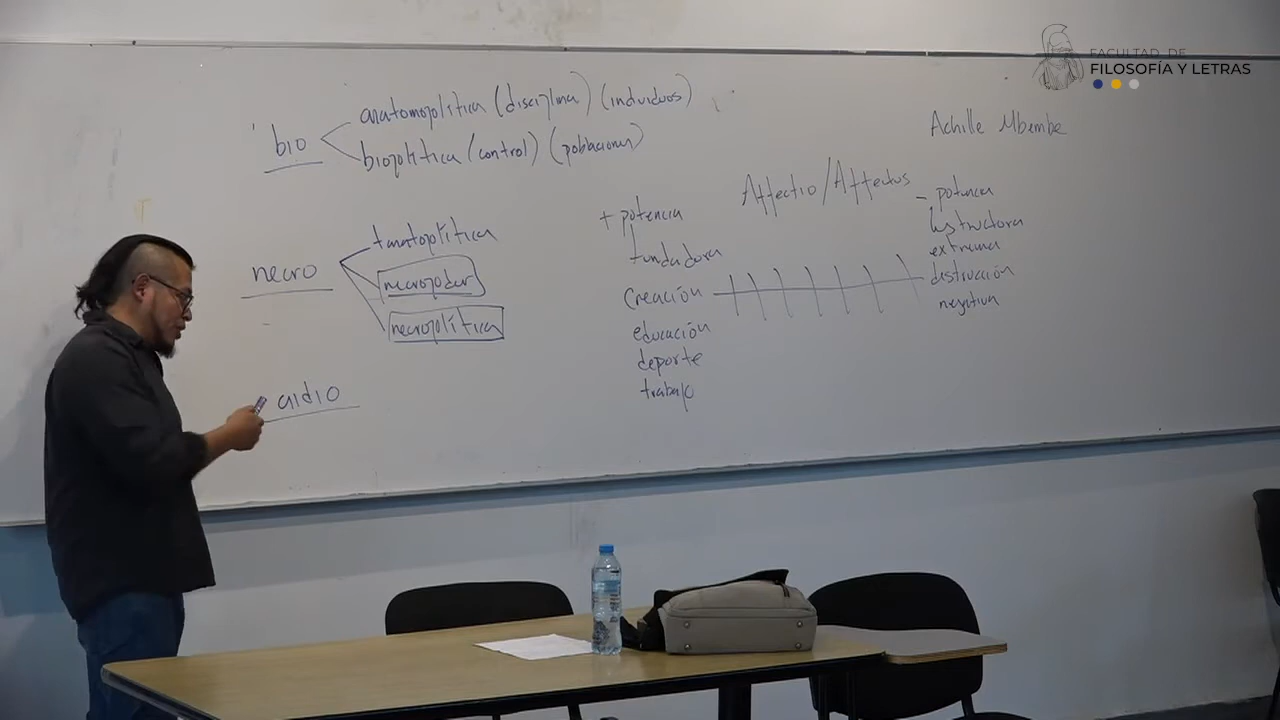 FACULTAD DE
FILOSOFÍA Y LETRAS
bio
anatomopolítica (disciplina) (individuos)
biopolítica (control) (poblaciones)
necro
tanatopolítica
necropoder
necropolítica
aidio
Achille Mbembe
Affectio/Affectus
+ potencia
fundadora
creación
educación
deporte
trabajo
- potencia
destructora
extrema
destrucción
negativa